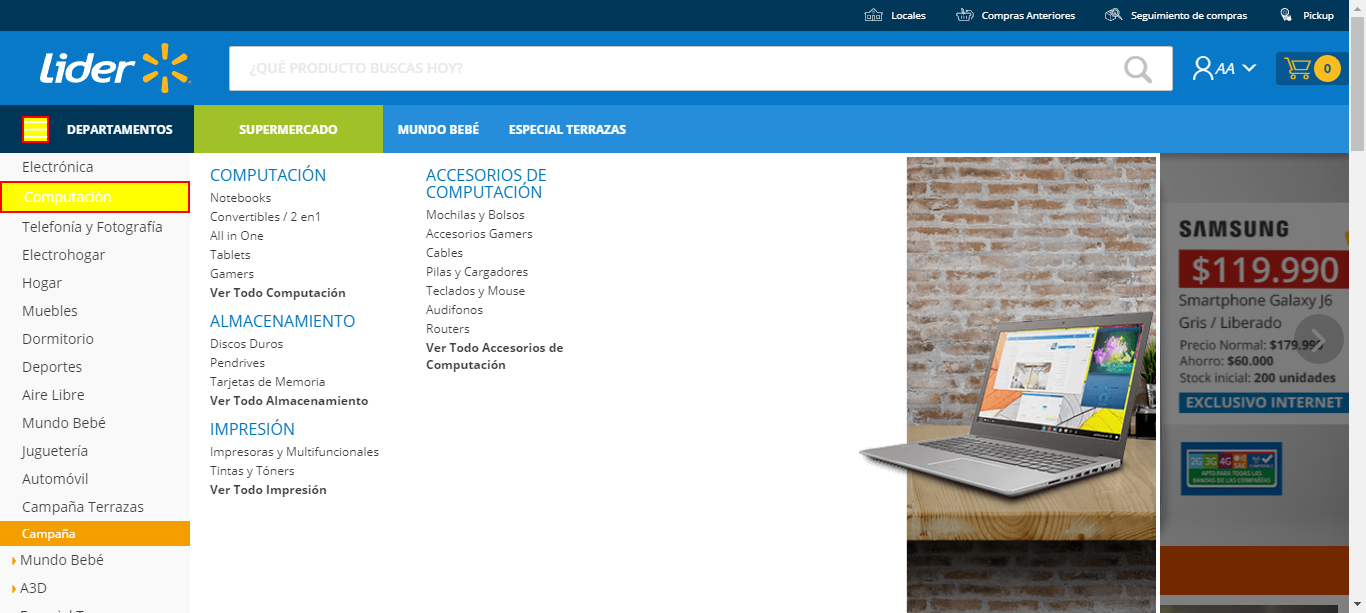 Locales
Compras Anteriores
Seguimiento de compras
Pickup
lider
¿QUÉ PRODUCTO BUSCAS HOY?
AA
0
DEPARTAMENTOS
SUPERMERCADO
MUNDO BEBÉ
ESPECIAL TERRAZAS
Electrónica
Computación
Telefonía y Fotografía
Electrohogar
Hogar
Muebles
Dormitorio
Deportes
Aire Libre
Mundo Bebé
Juguetería
Automóvil
Campaña Terrazas
Campaña
Mundo Bebé
A3D
COMPUTACIÓN
Notebooks
Convertibles / 2 en1
All in One
Tablets
Gamers
Ver Todo Computación
ALMACENAMIENTO
Discos Duros
Pendrives
Tarjetas de Memoria
Ver Todo Almacenamiento
IMPRESIÓN
Impresoras y Multifuncionales
Tintas y Tóners
Ver Todo Impresión
ACCESORIOS DE
COMPUTACIÓN
Mochilas y Bolsos
Accesorios Gamers
Cables
Pilas y Cargadores
Teclados y Mouse
Audifonos
Routers
Ver Todo Accesorios de
Computación
SAMSUNG
$119.990
Smartphone Galaxy J6
Gris / Liberado
Precio Normal: $179.990
Ahorro: $60.000
Stock inicial: 200 unidades
EXCLUSIVO INTERNET
2G 3G 4G
APTO PARA TODAS LAS
BANDAS DE LAS COMPAÑÍAS